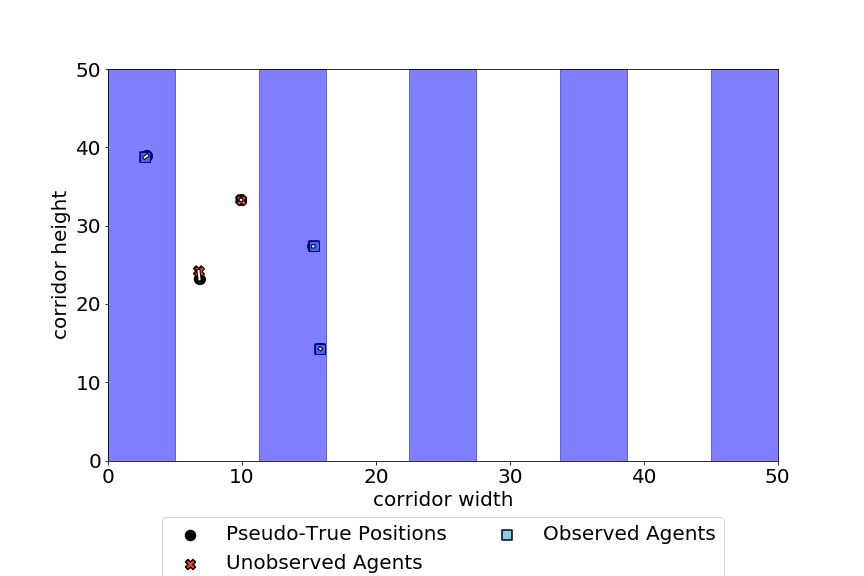 50
40
30
20
10
0
corridor height
0 10 20 30 40 50
corridor width
Pseudo-True Positions Observed Agents
Unobserved Agents